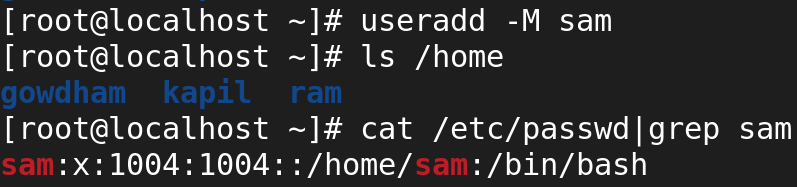 [root@localhost ~]# useradd -M sam
[root@localhost ~]# ls /home
gowdham  kapil  ram
[root@localhost ~]# cat /etc/passwd|grep sam
sam:x:1004:1004::/home/sam:/bin/bash